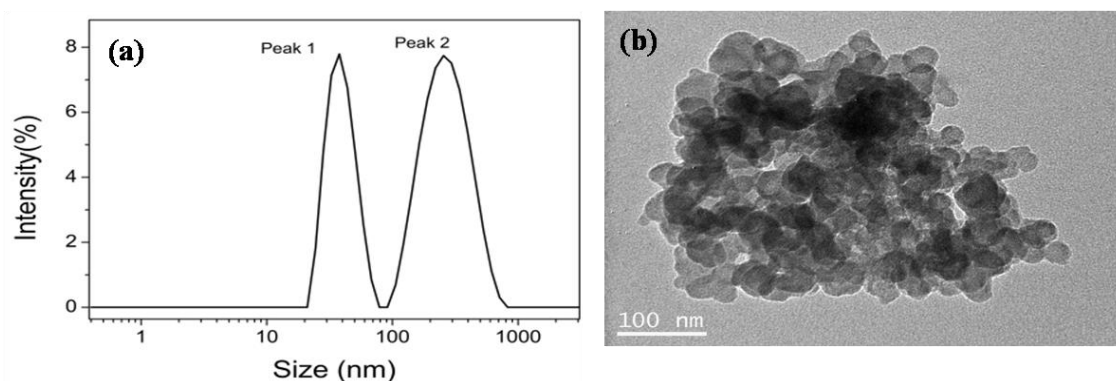 (a)
Peak 1
Peak 2
Intensity(%)
8
6
4
2
0
1
10
100
1000
Size (nm)
(b)
100 nm